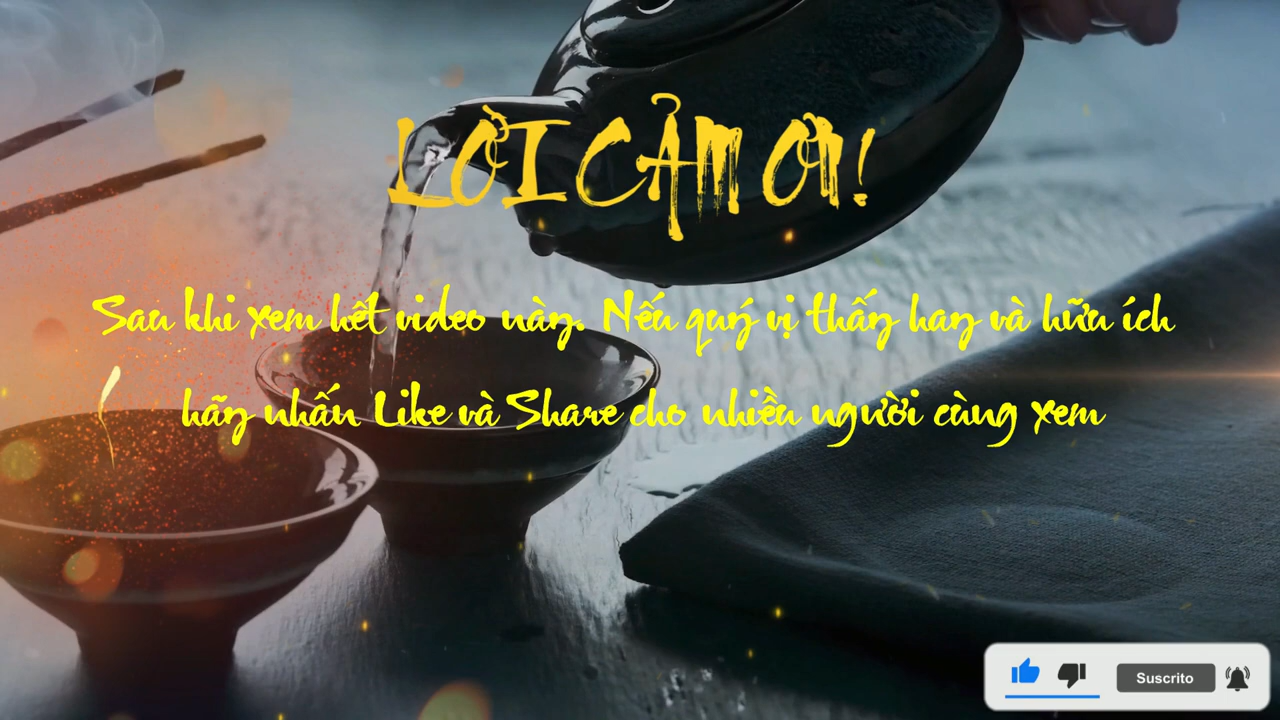 LỜI CẢM ƠN!
Sau khi xem hết video này. Nếu quý vị thấy hay và hữu ích
hãy nhấn Like và Share cho nhiều người cùng xem
Suscrito